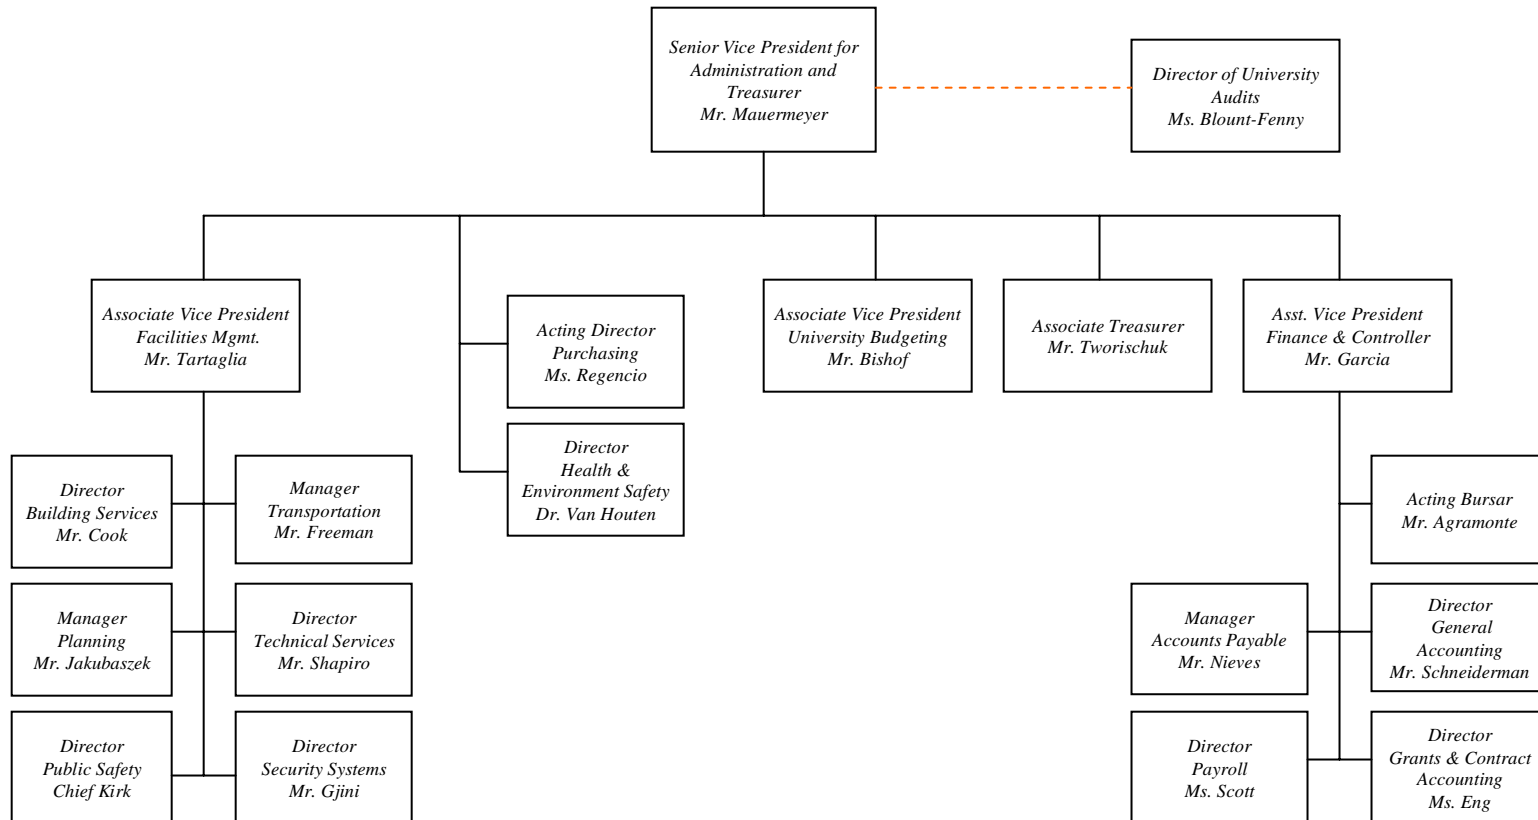 Senior Vice President for
Administration and
Treasurer
Mr. Mauermeyer
Director of University
Audits
Ms. Blount-Fenny
Associate Vice President
Facilities Mgmt.
Mr. Tartaglia
Acting Director
Purchasing
Ms. Regencio
Associate Vice President
University Budgeting
Mr. Bishof
Associate Treasurer
Mr. Tworischuk
Asst. Vice President
Finance & Controller
Mr. Garcia
Director
Health &
Environment Safety
Dr. Van Houten
Director
Building Services
Mr. Cook
Manager
Transportation
Mr. Freeman
Acting Bursar
Mr. Agramonte
Manager
Planning
Mr. Jakubaszek
Director
Technical Services
Mr. Shapiro
Manager
Accounts Payable
Mr. Nieves
Director
General
Accounting
Mr. Schneiderman
Director
Public Safety
Chief Kirk
Director
Security Systems
Mr. Gjini
Director
Payroll
Ms. Scott
Director
Grants & Contract
Accounting
Ms. Eng